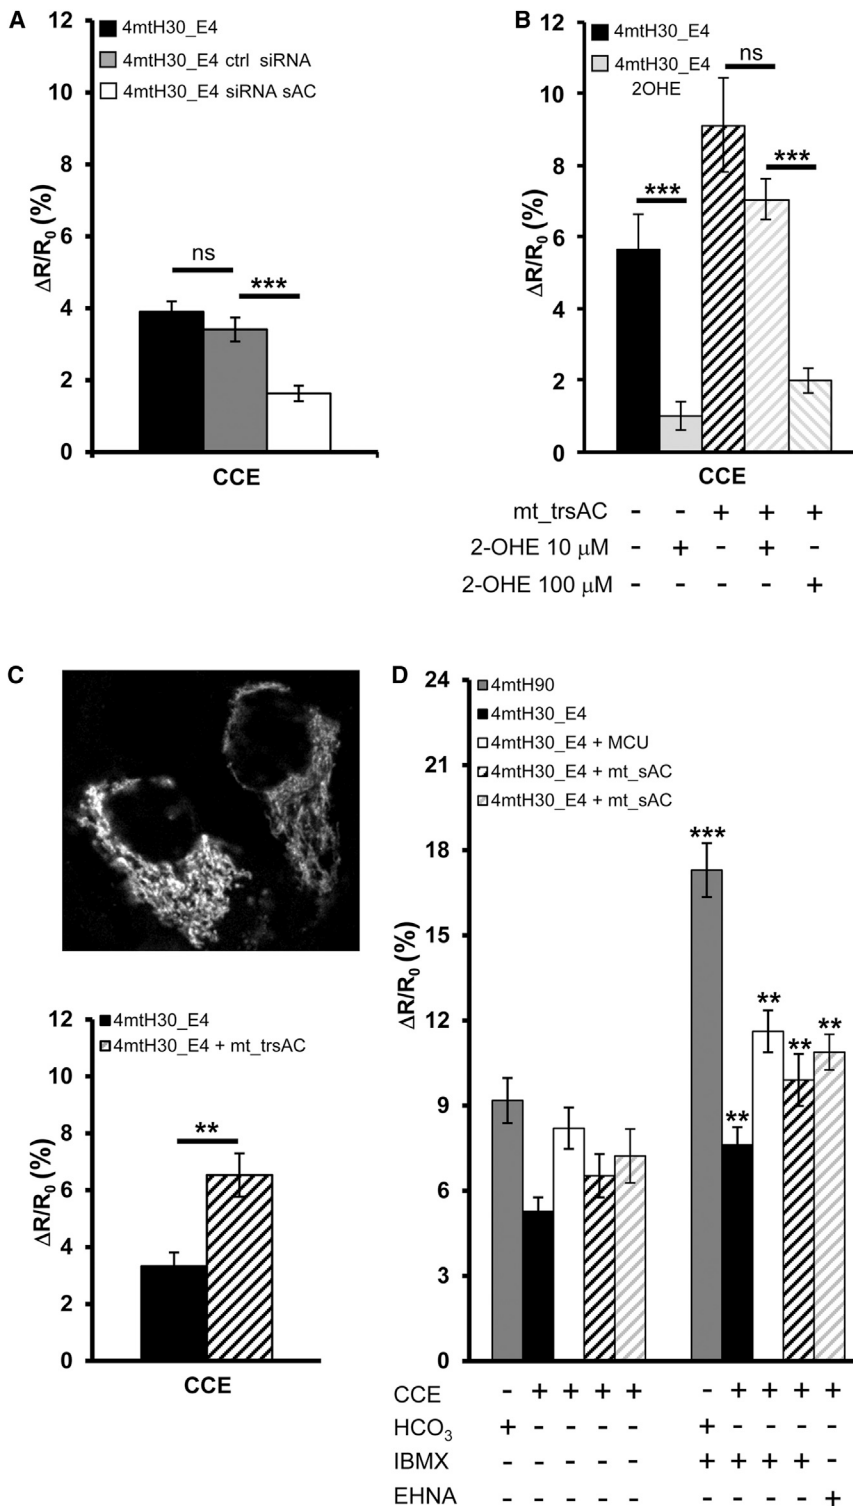 A
12
10
8
6
4
2
0
ΔR/R0 (%)
4mtH30_E4
4mtH30_E4 ctrl siRNA
4mtH30_E4 siRNA sAC
ns
***
CCE
B
12
10
8
6
4
2
0
ΔR/R0 (%)
4mtH30_E4
4mtH30_E4
2OHE
ns
***
***
CCE
mt_trsAC - - + + +
2-OHE 10 μM - + - + -
2-OHE 100 μM - - - - +
C
12
10
8
6
4
2
0
ΔR/R0 (%)
4mtH30_E4
4mtH30_E4 + mt_trsAC
**
CCE
D
24
21
18
15
12
9
6
3
0
ΔR/R0 (%)
4mtH90
4mtH30_E4
4mtH30_E4 + MCU
4mtH30_E4 + mt_sAC
4mtH30_E4 + mt_sAC
***
**
**
**
**
CCE - + + + + - + + + +
HCO3 + - - - - + - - - -
IBMX - - - - - + + + + -
EHNA - - - - - - - - - +